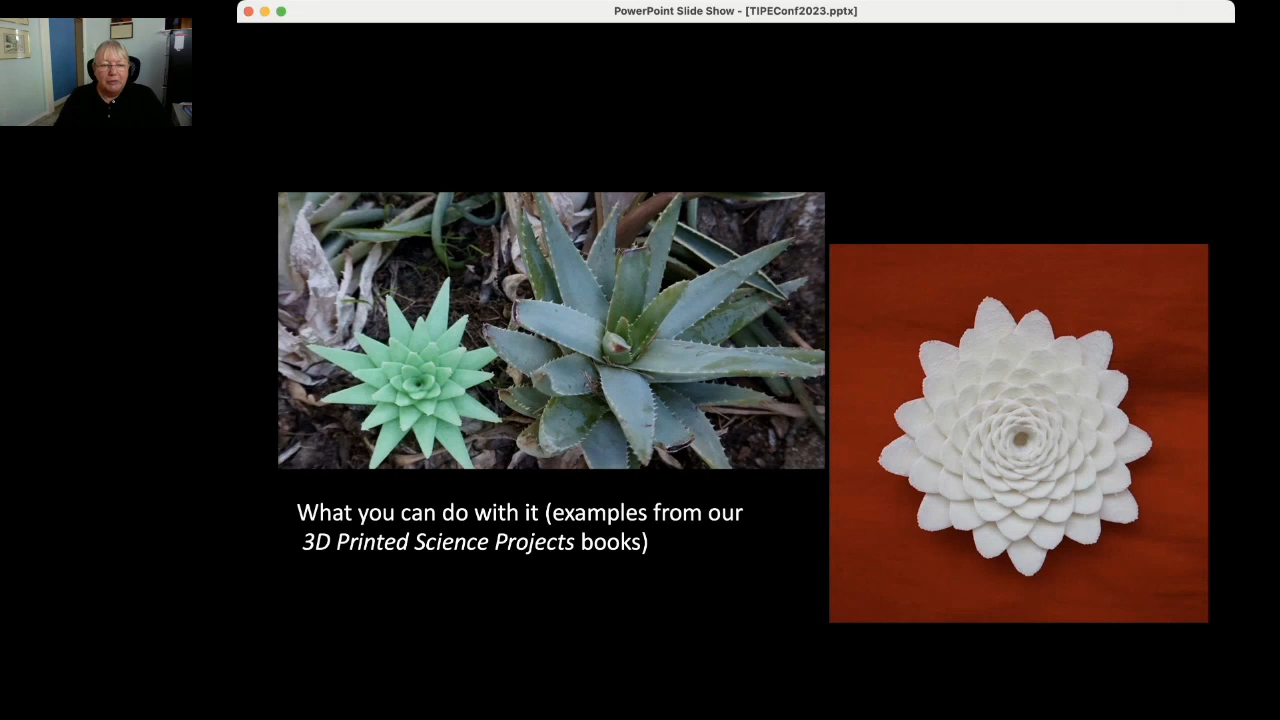 PowerPoint Slide Show - [TIPEConf2023.pptx]
What you can do with it (examples from our
3D Printed Science Projects books)